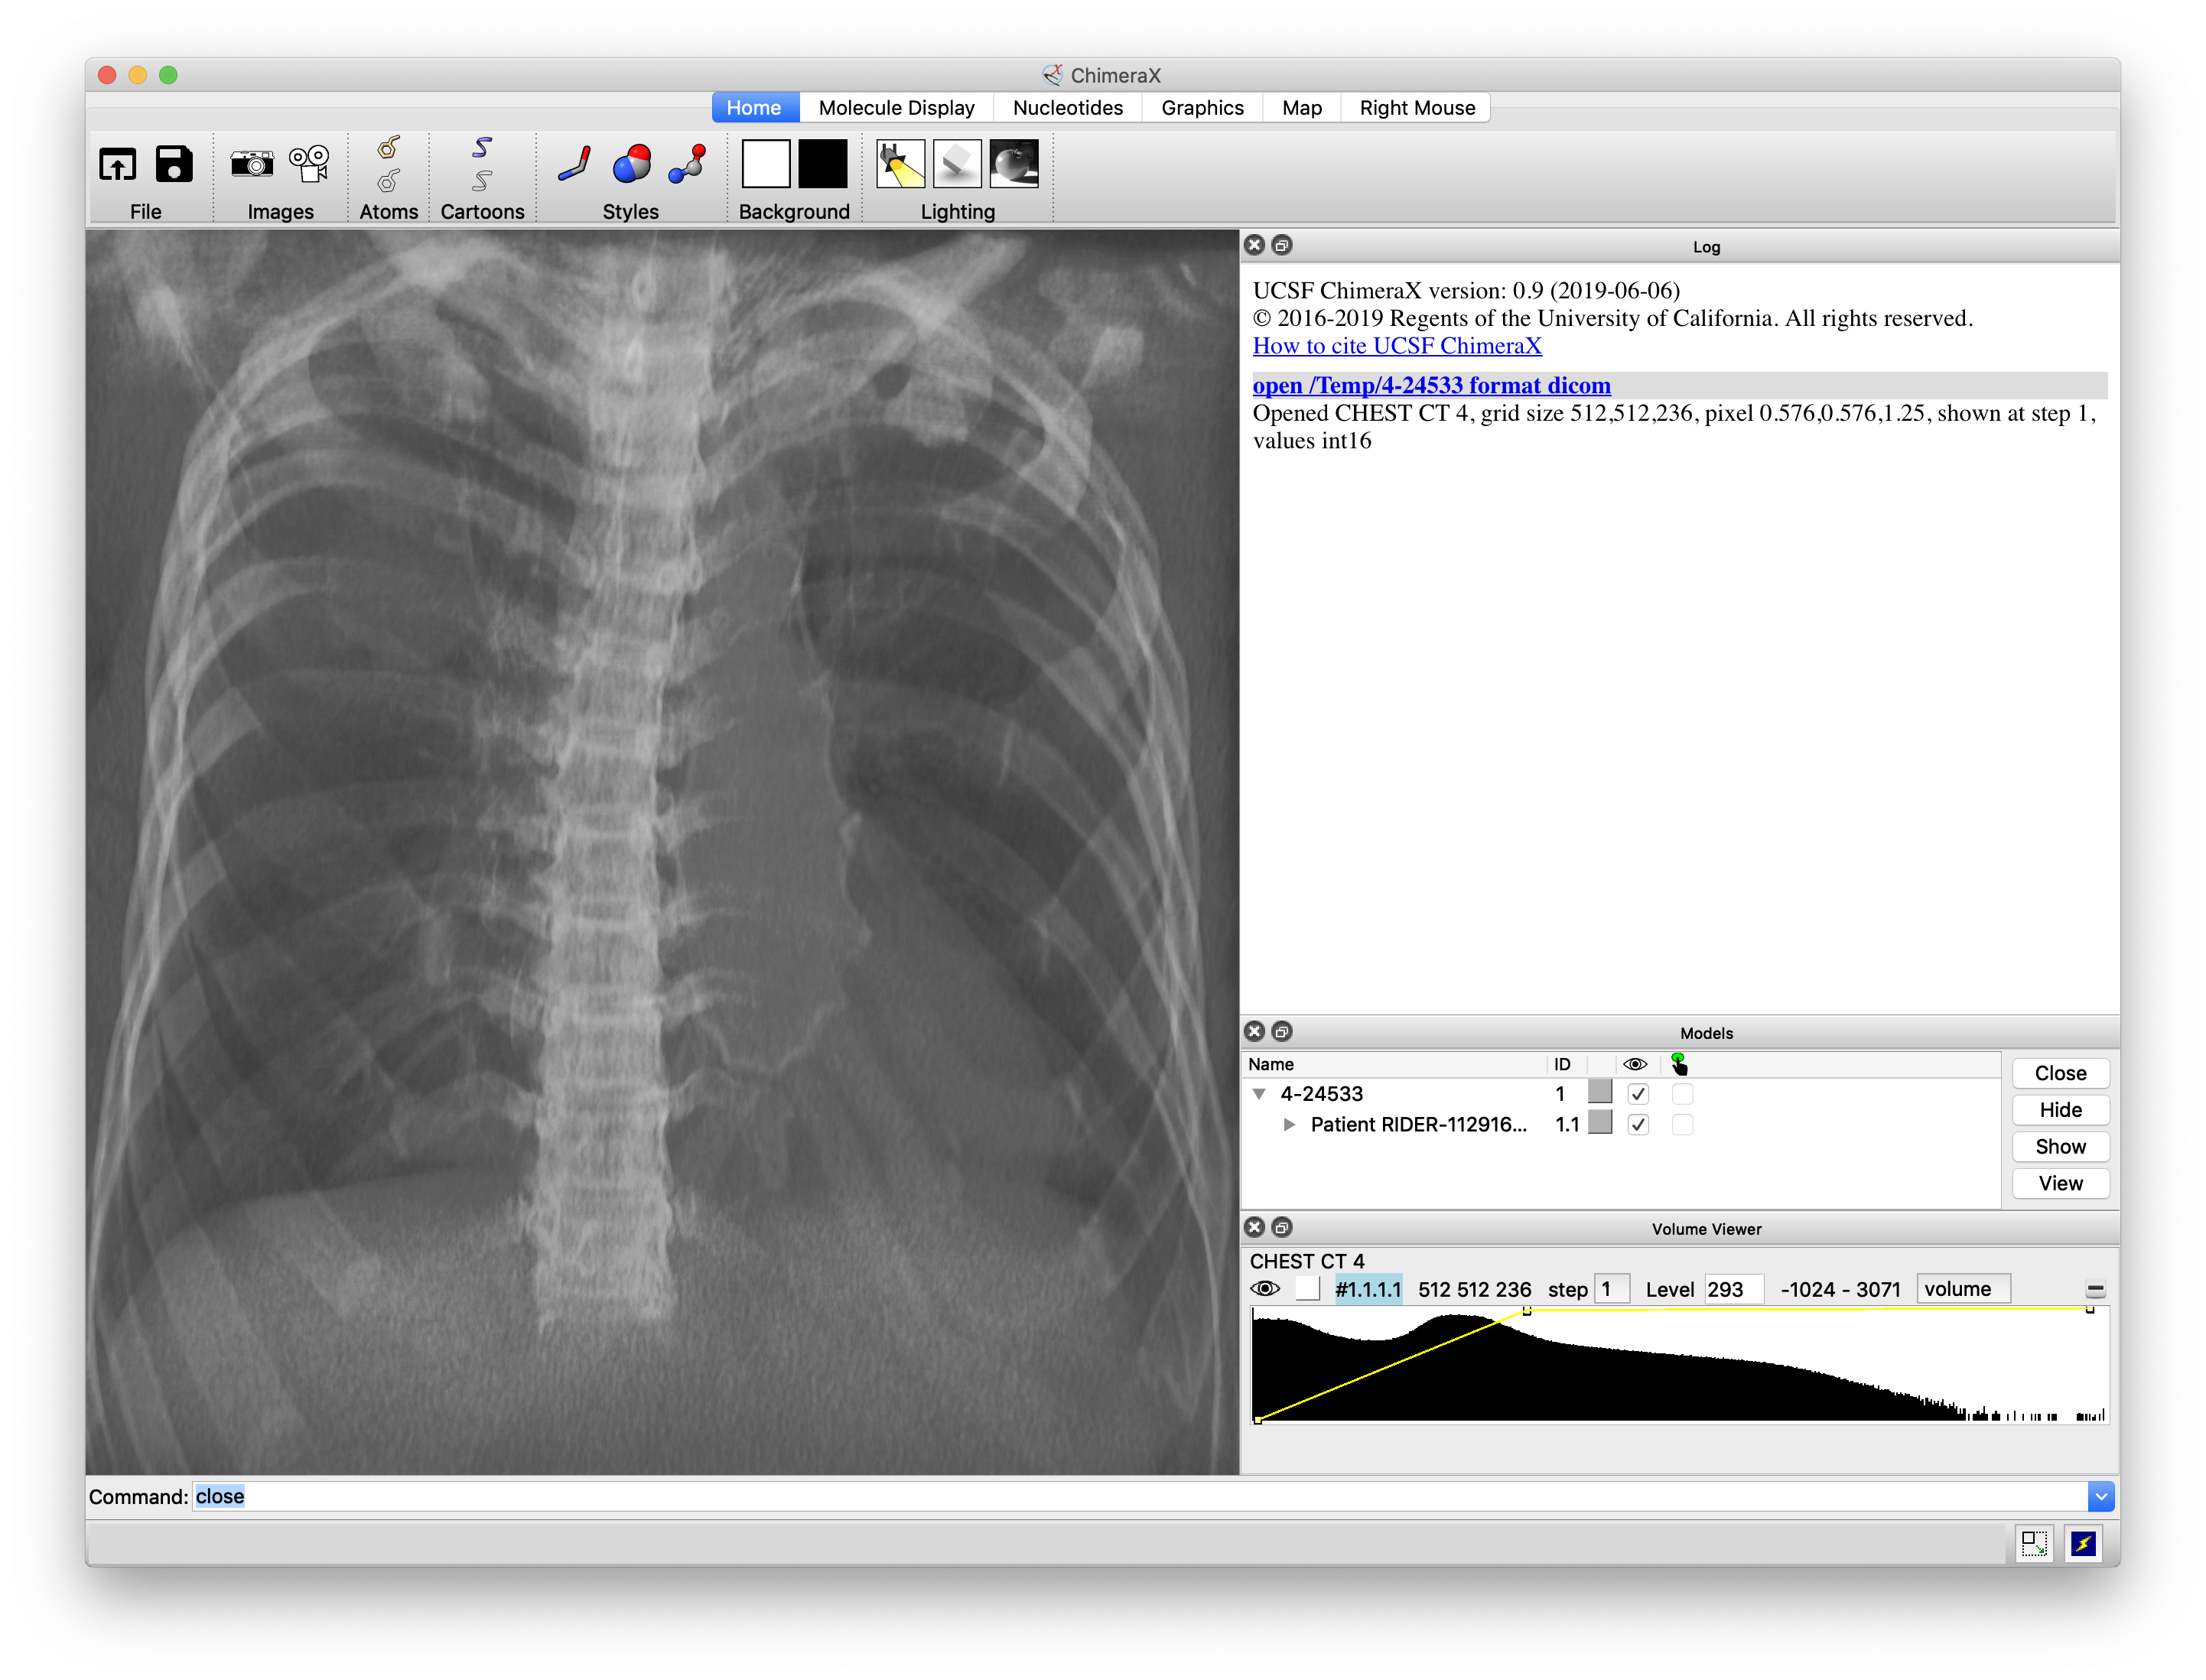 ChimeraX
Home Molecule Display Nucleotides Graphics Map Right Mouse
File Images Atoms Cartoons Styles Background Lighting
Log
UCSF ChimeraX version: 0.9 (2019-06-06)
© 2016-2019 Regents of the University of California. All rights reserved.
How to cite UCSF ChimeraX
open /Temp/4-24533 format dicom
Opened CHEST CT 4, grid size 512,512,236, pixel 0.576,0.576,1.25, shown at step 1,
values int16
Models
Name ID
4-24533 1
Patient RIDER-112916... 1.1
Close
Hide
Show
View
Volume Viewer
CHEST CT 4
#1.1.1.1 512 512 236 step 1 Level 293 -1024 - 3071 volume
Command: close